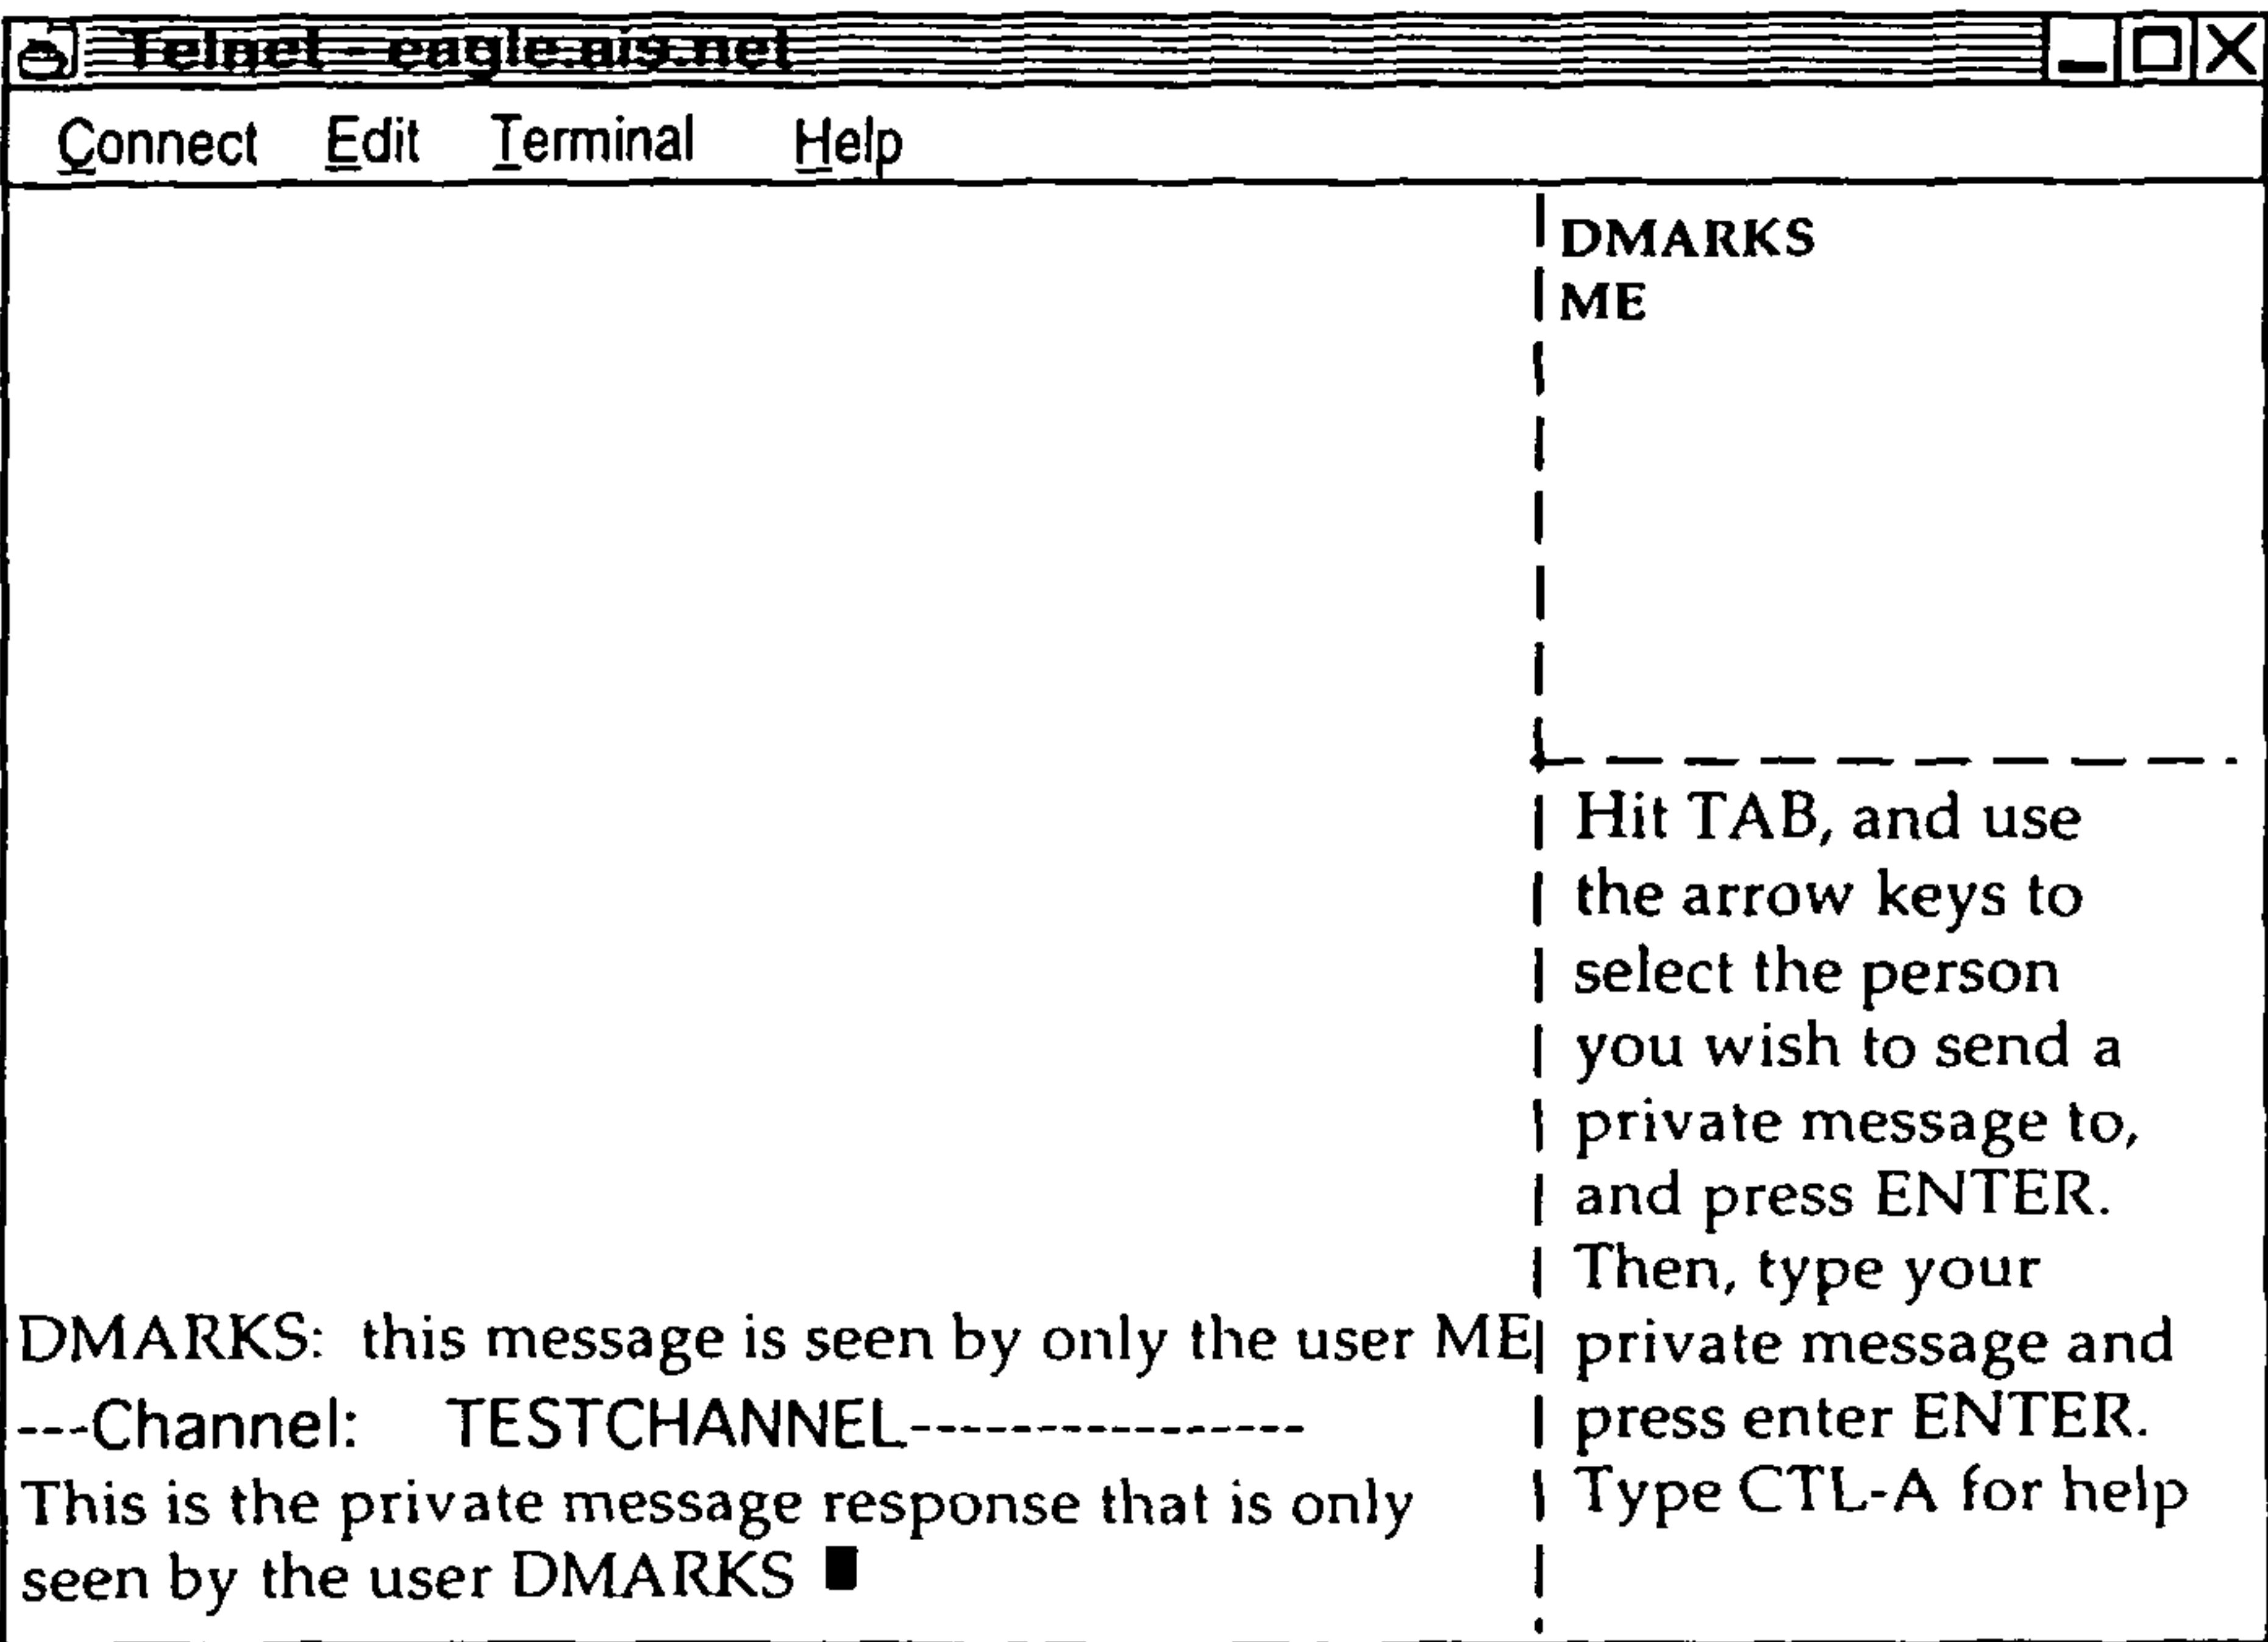 Telnet - eagle.ais.net
Connect Edit Terminal Help
DMARKS
ME
Hit TAB, and use
the arrow keys to
select the person
you wish to send a
private message to,
and press ENTER.
Then, type your
private message and
press enter ENTER.
Type CTL-A for help
DMARKS: this message is seen by only the user ME
---Channel: TESTCHANNEL----------------
This is the private message response that is only
seen by the user DMARKS